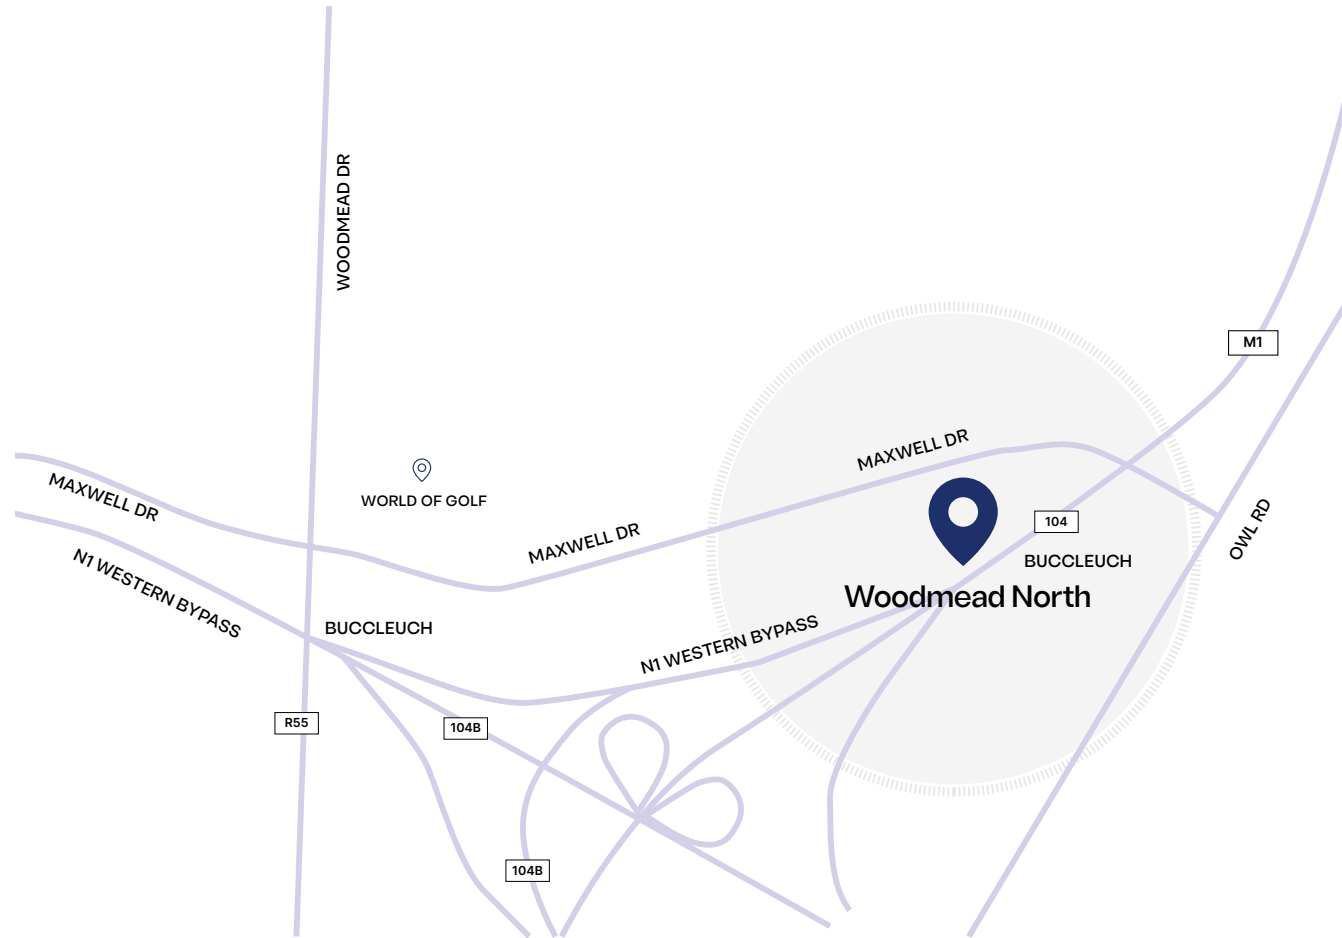 WOODMEAD DR
M1
MAXWELL DR
WORLD OF GOLF
MAXWELL DR
OWL RD
104
MAXWELL DR
BUCCLEUCH
N1 WESTERN BYPASS
Woodmead North
BUCCLEUCH
N1 WESTERN BYPASS
R55
104B
104B